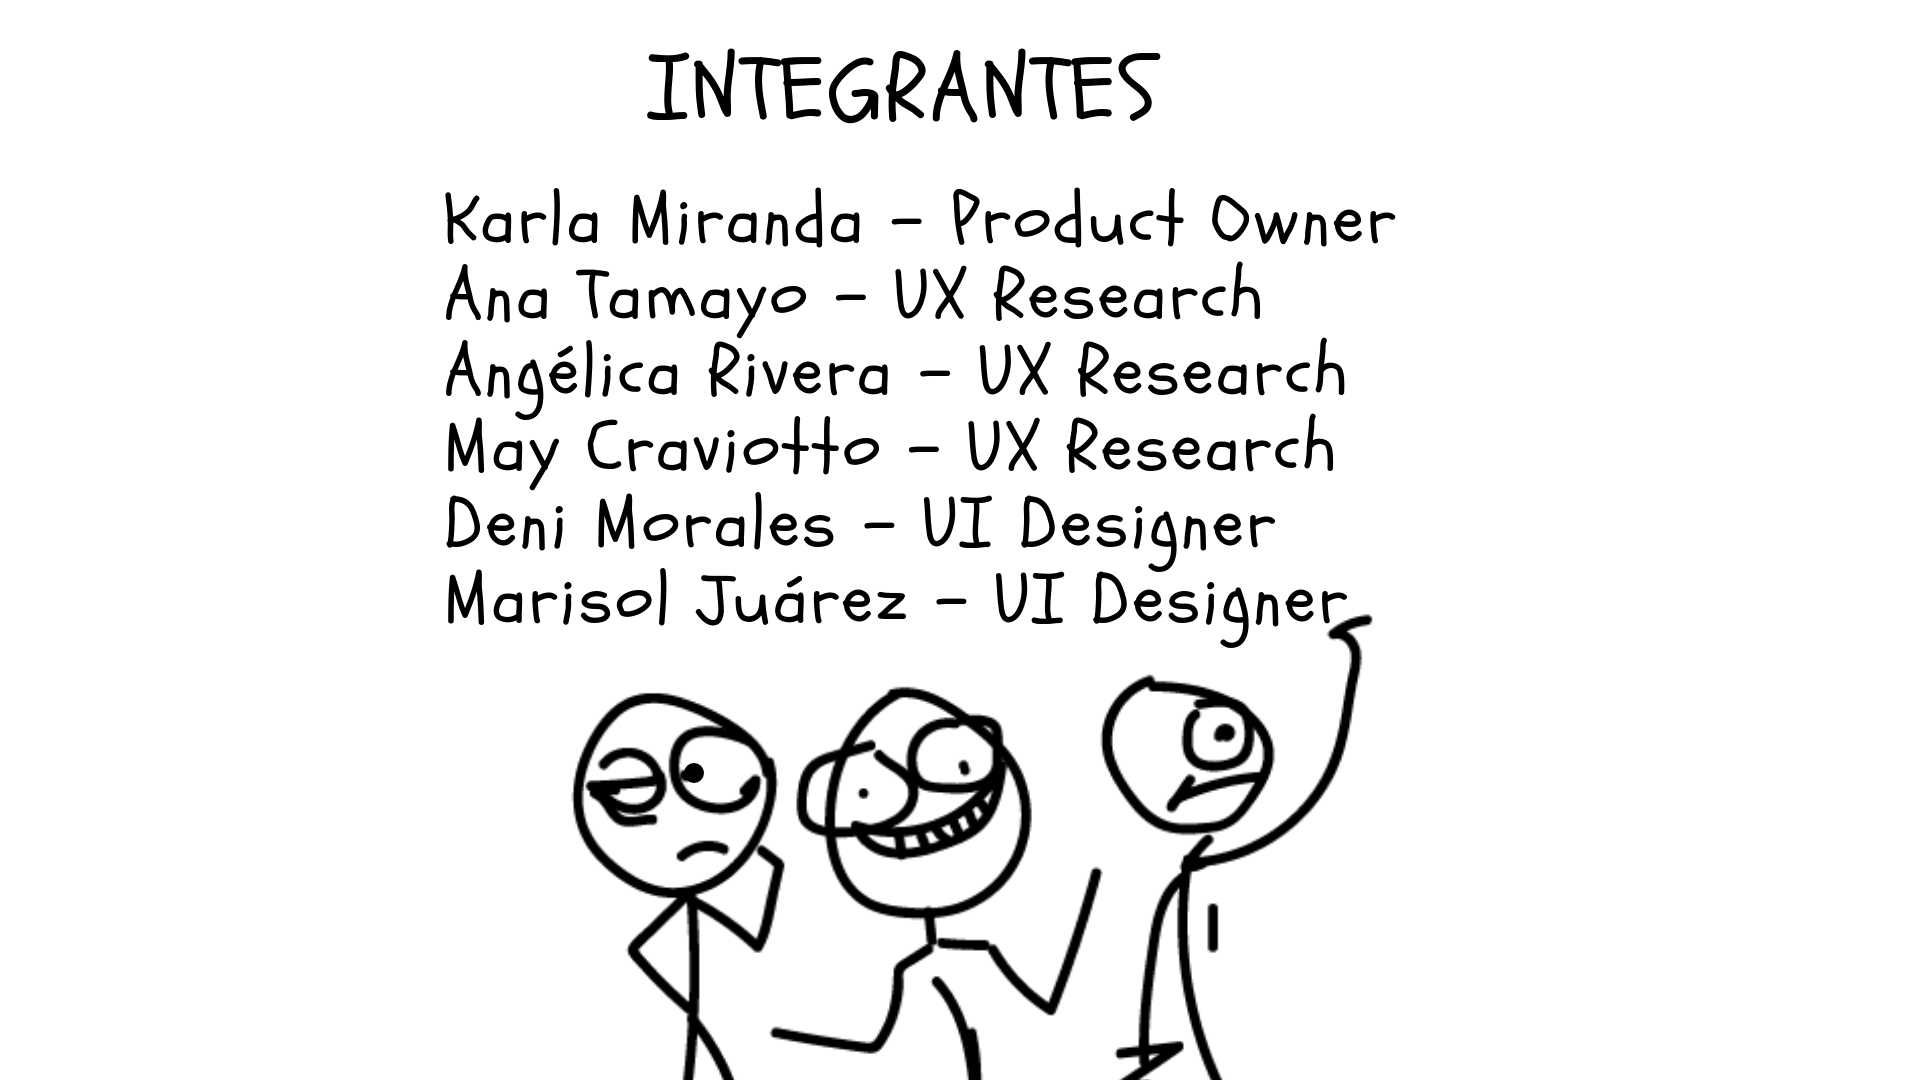 INTEGRANTES
Karla Miranda - Product Owner
Ana Tamayo - UX Research
Angélica Rivera - UX Research
May Craviotto - UX Research
Deni Morales - UI Designer
Marisol Juárez - UI Designer